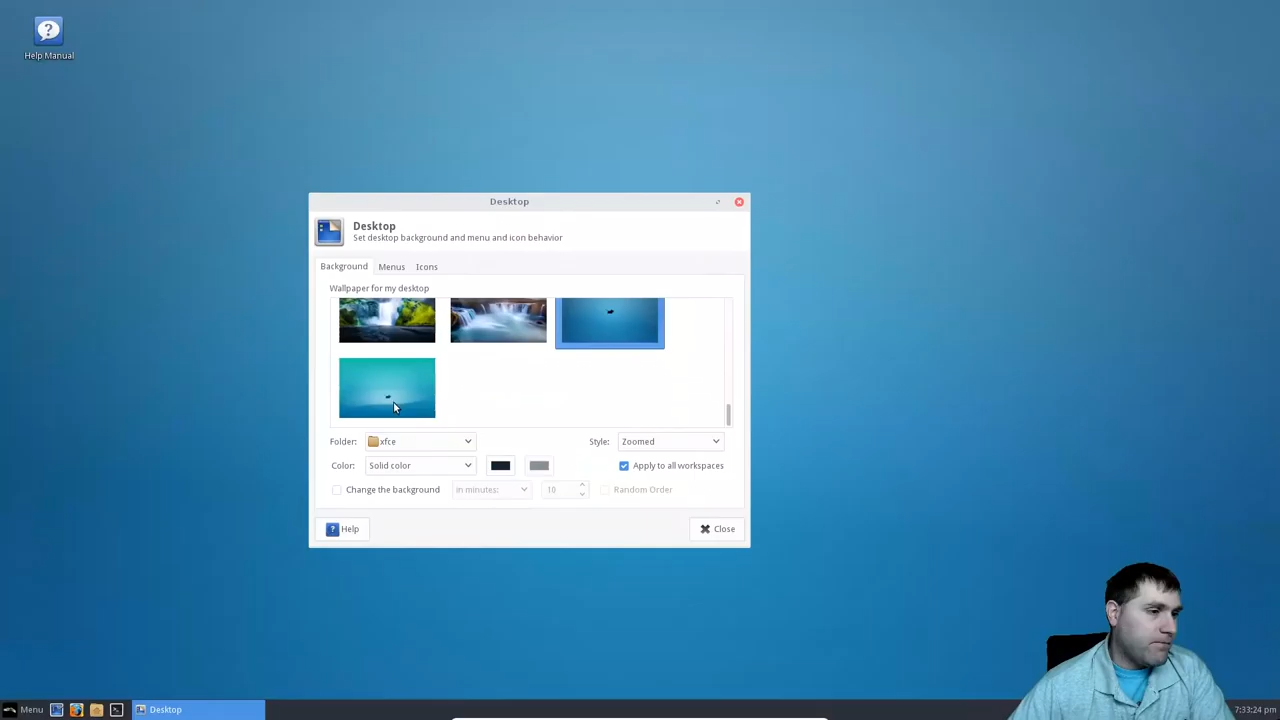 Help Manual
Desktop
Desktop
Set desktop background and menu and icon behavior
Background Menus Icons
Wallpaper for my desktop
Folder: xfce Style: Zoomed
Color: Solid color Apply to all workspaces
Change the background in minutes: 10 Random Order
Help Close
Menu Desktop 7:33:24 pm